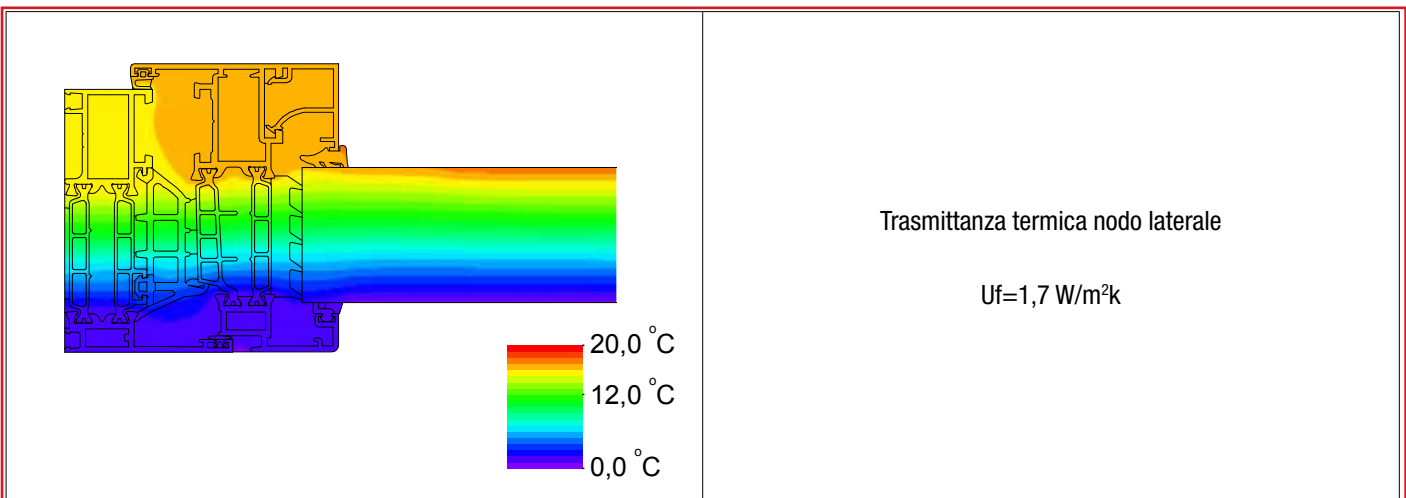 20,0 °C
12,0 °C
0,0 °C
Trasmittanza termica nodo laterale
Uf=1,7 W/m²k